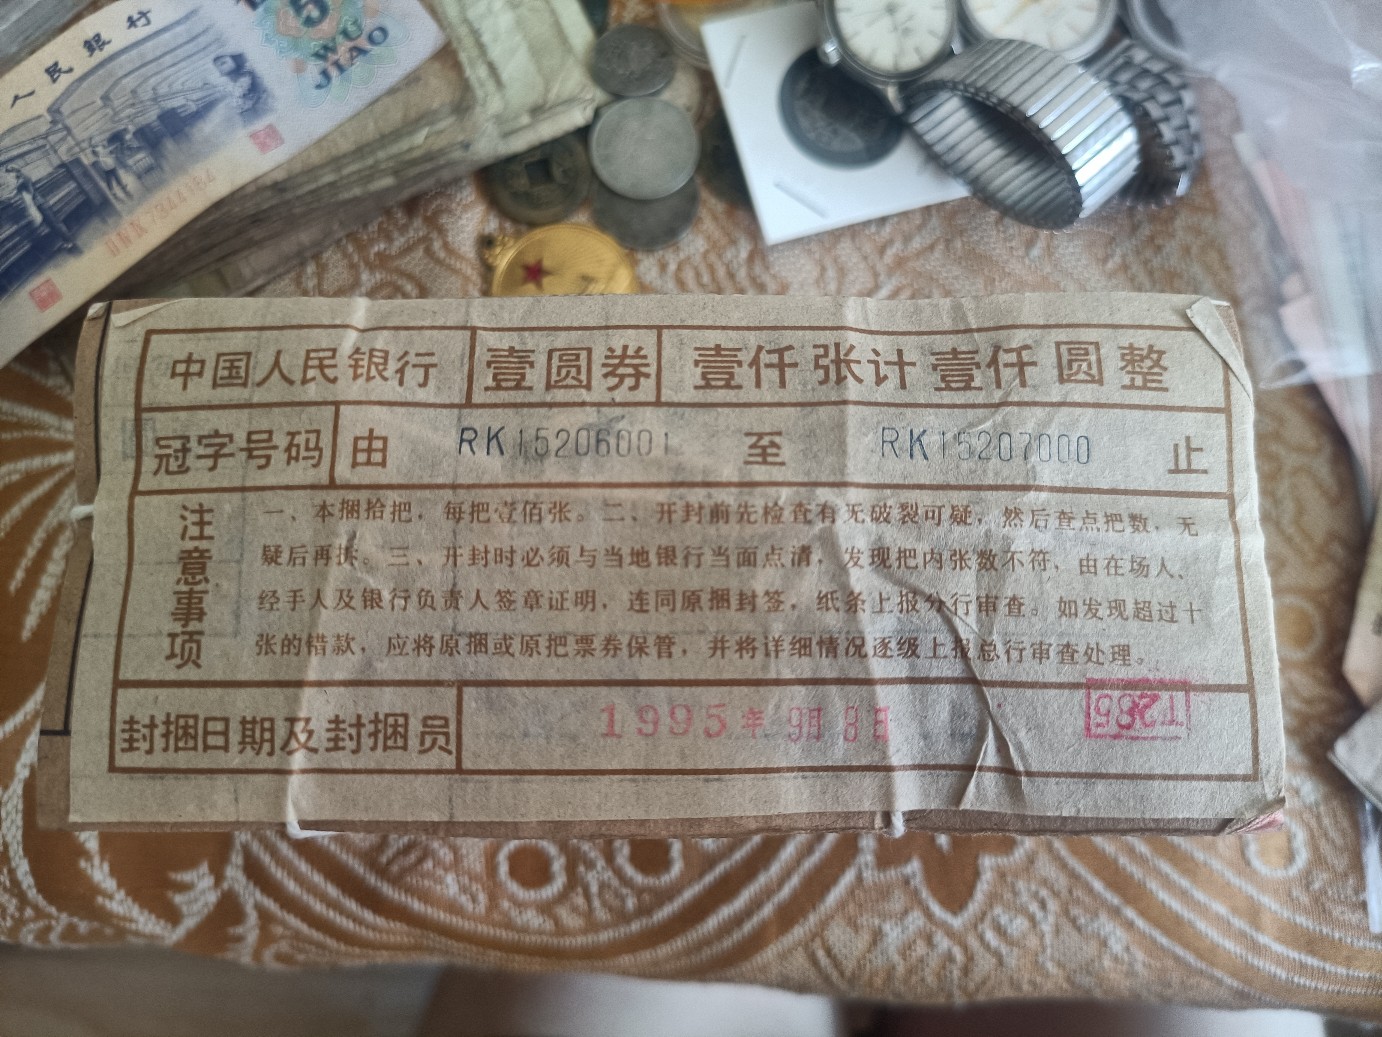 人民银行
5
WU
JIAO
中国人民银行 壹圆券 壹仟张计壹仟圆整
冠字号码 由 RK15206001 至 RK15207000 止
注意事项
一、本捆拾把，每把壹佰张。二、开封前先检查有无破裂可疑，然后查点把数，无
疑后再拆。三、开封时必须与当地银行当面点清，发现把内张数不符，由在场人、
经手人及银行负责人签章证明，连同原捆封签，纸条上报分行审查。如发现超过十
张的错款，应将原捆或原把票券保管，并将详细情况逐级上报总行审查处理。
封捆日期及封捆员 1995年 9月 8日